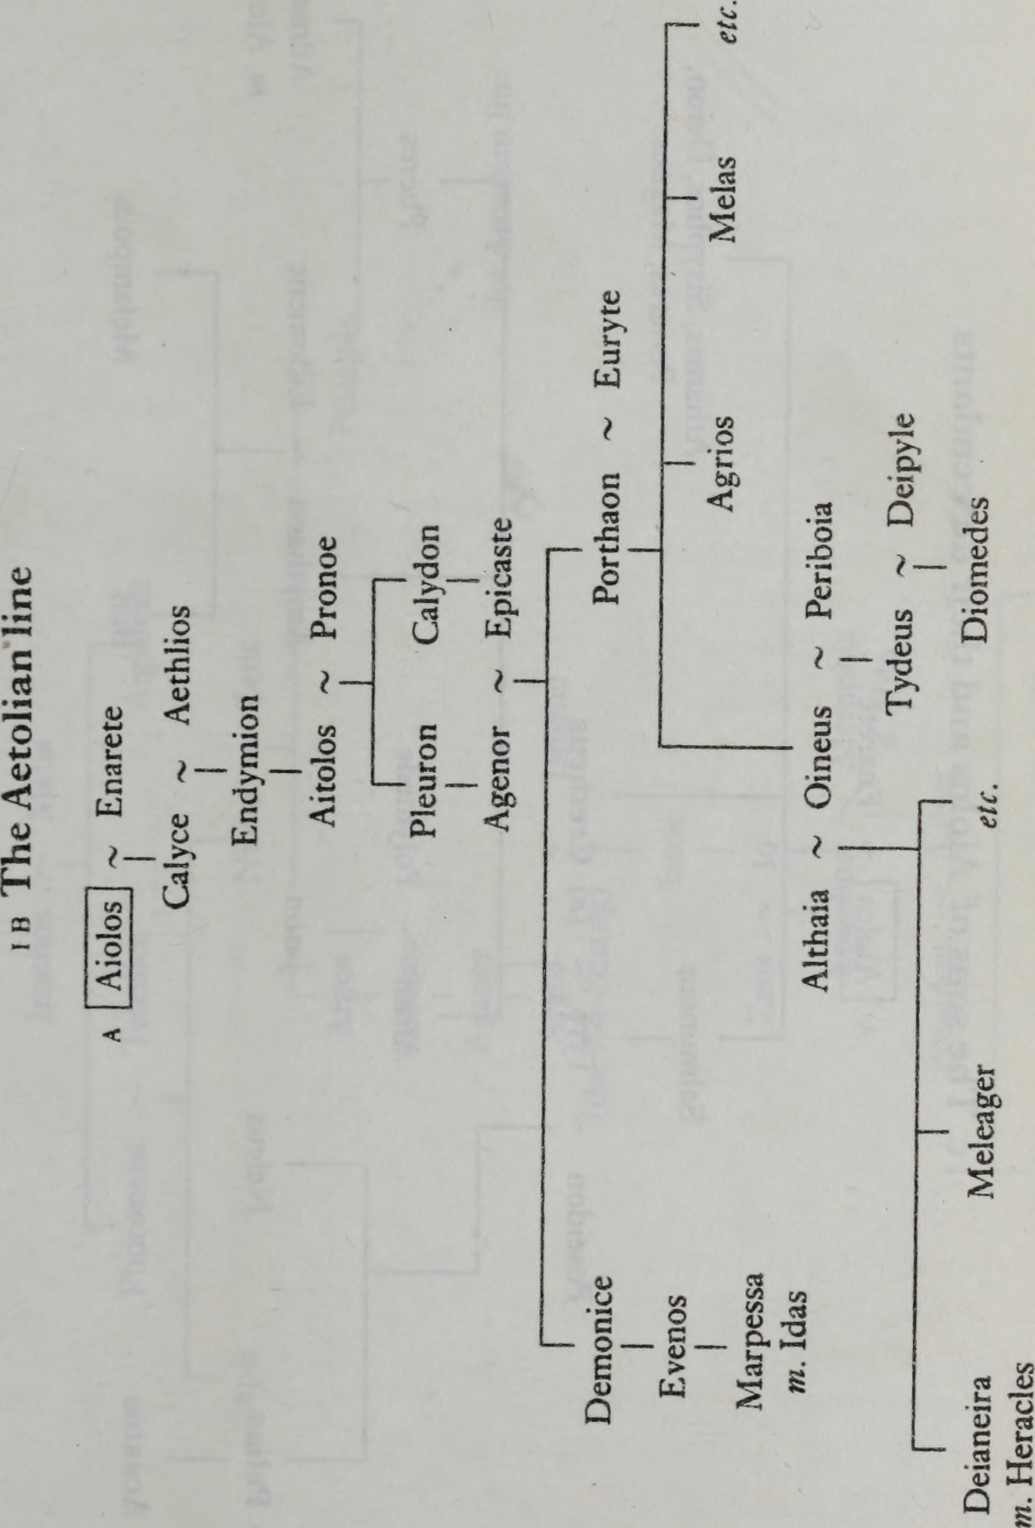 1B The Aetolian line
A Aiolos ~ Enarete
Calyce ~ Aethlios
Endymion
Aitolos ~ Pronoe
Pleuron Calydon
Agenor ~ Epicaste
Demonice Porthaon ~ Euryte
Evenos
Marpessa Agrios Melas etc.
m. Idas
Althaia ~ Oineus ~ Periboia
Tydeus ~ Deipyle
Deianeira Meleager etc. Diomedes
m. Heracles